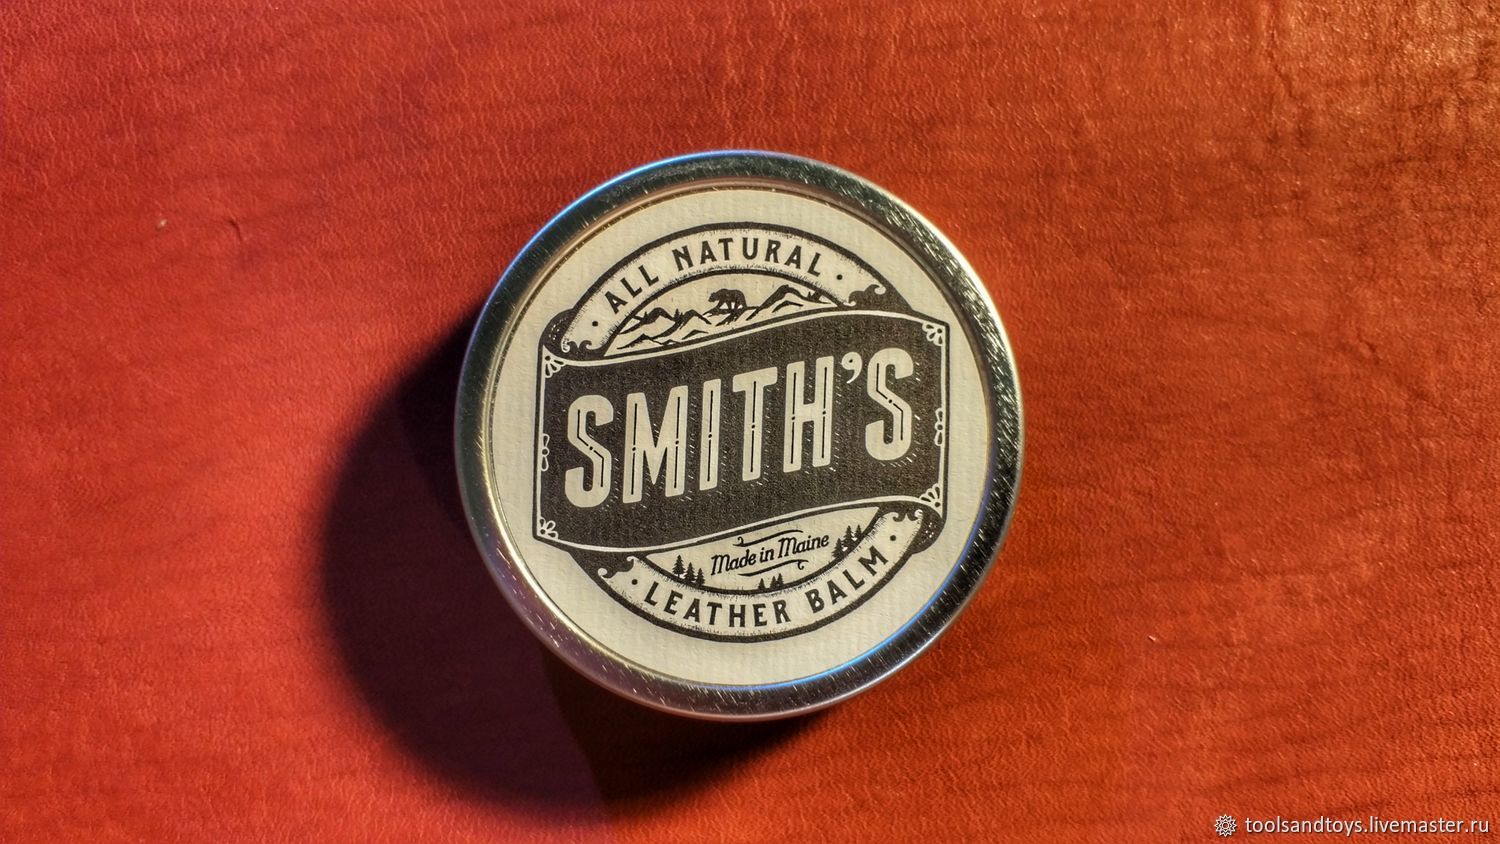 ALL NATURAL
SMITH'S
Made in Maine
LEATHER BALM
toolsandtoys.livemaster.ru